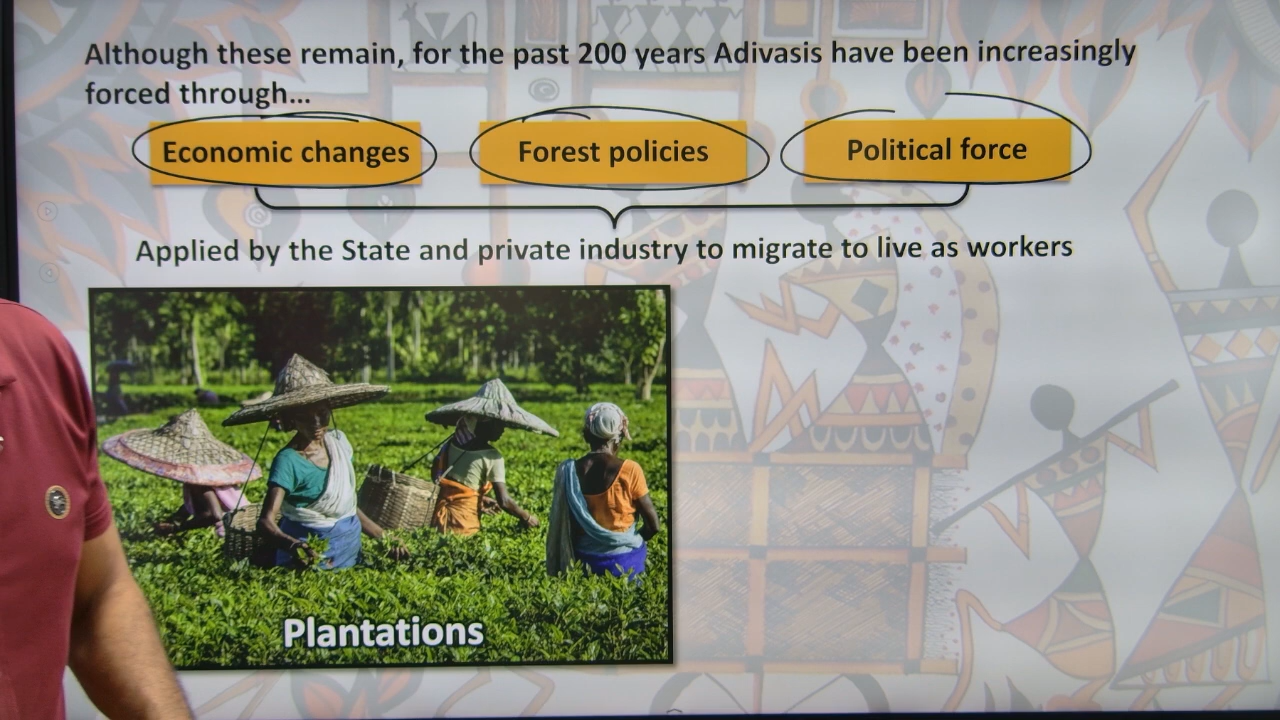 Although these remain, for the past 200 years Adivasis have been increasingly
forced through...
Economic changes
Forest policies
Political force
Applied by the State and private industry to migrate to live as workers
Plantations